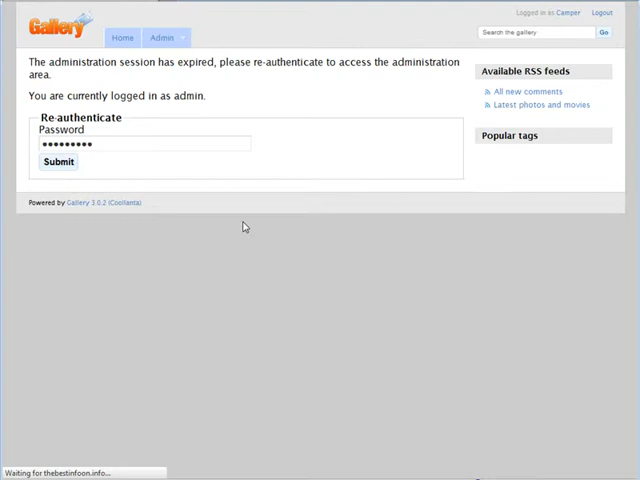 Logged in as Camper Logout
Gallery
Home Admin
Search the gallery Go
The administration session has expired, please re-authenticate to access the administration
area.
You are currently logged in as admin.
Re-authenticate
Password
•••••••••
Submit
Available RSS feeds
All new comments
Latest photos and movies
Popular tags
Powered by Gallery 3.0.2 (Coollanta)
Waiting for thebestinfoon.info...